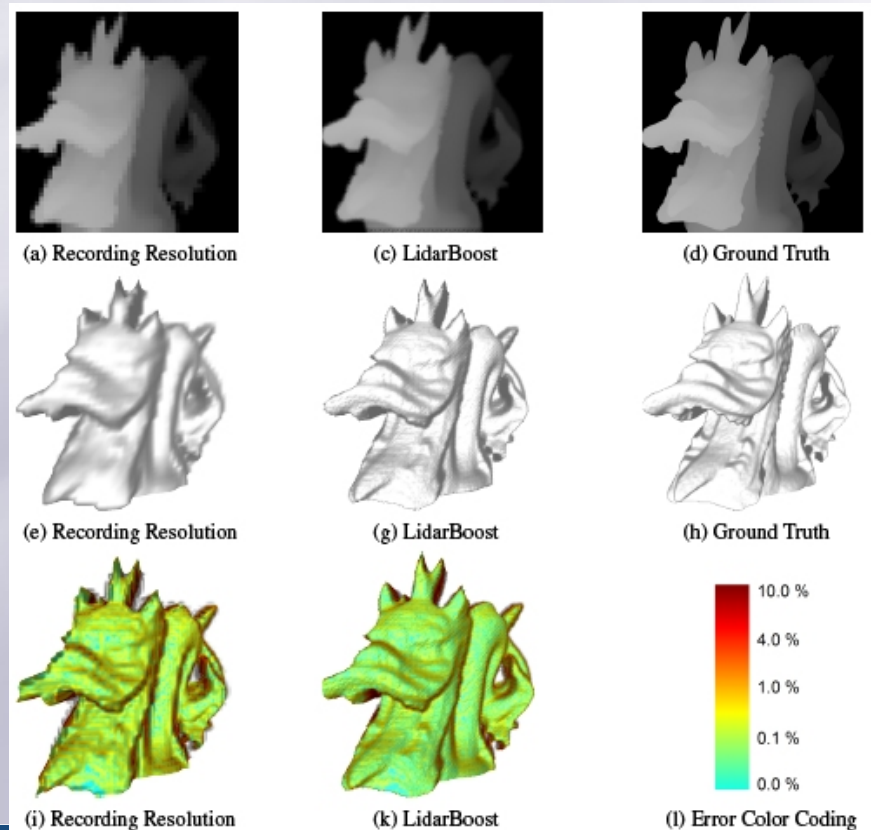 (a) Recording Resolution
(c) LidarBoost
(d) Ground Truth
(e) Recording Resolution
(g) LidarBoost
(h) Ground Truth
10.0 %
4.0 %
1.0 %
0.1 %
0.0 %
(i) Recording Resolution
(k) LidarBoost
(l) Error Color Coding